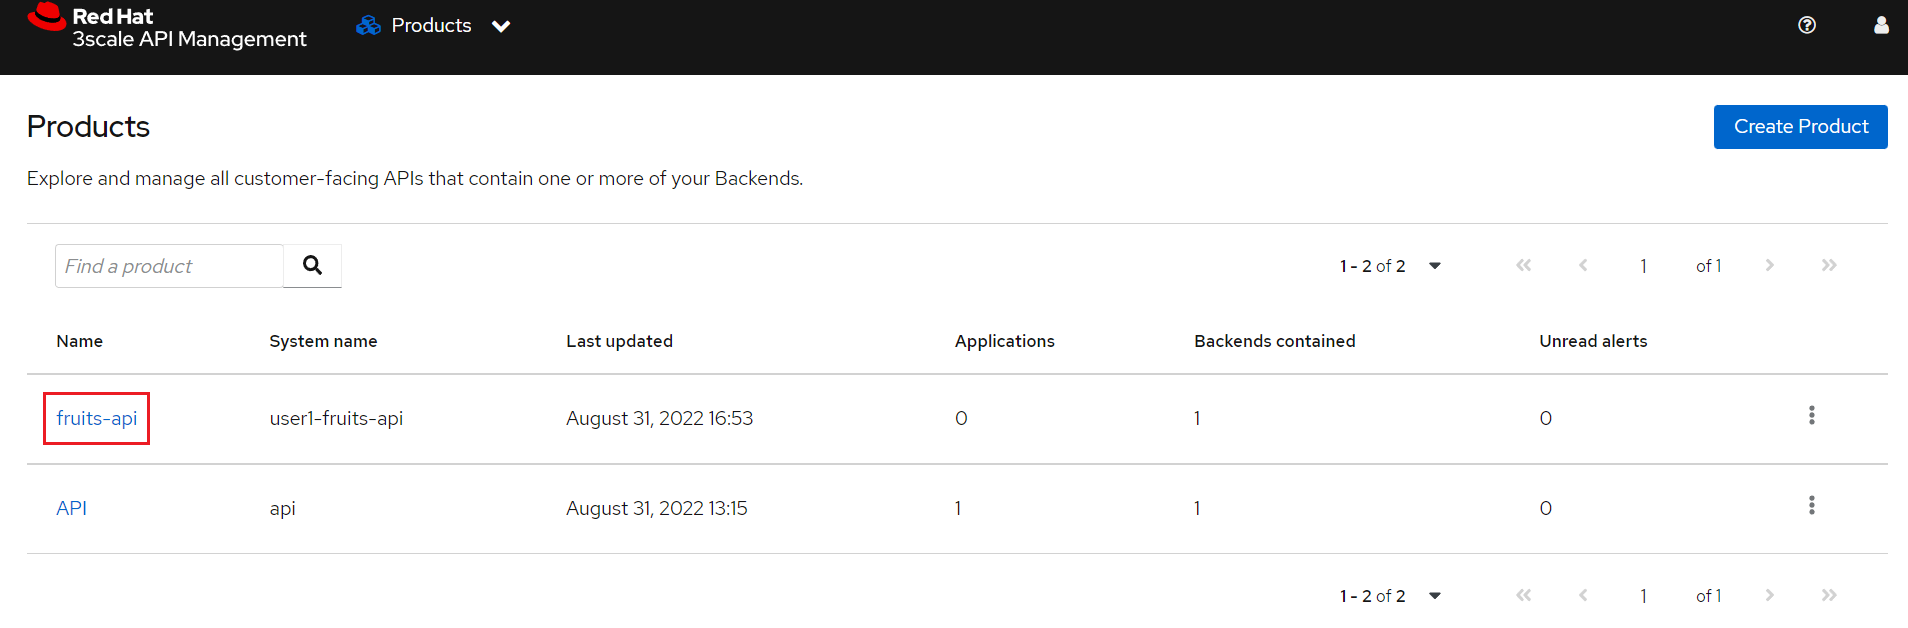 Red Hat
3scale API Management
Products
Products
Create Product
Explore and manage all customer-facing APIs that contain one or more of your Backends.
Find a product
1 - 2 of 2
1 of 1
Name System name Last updated Applications Backends contained Unread alerts
fruits-api user1-fruits-api August 31, 2022 16:53 0 1 0
API api August 31, 2022 13:15 1 1 0
1 - 2 of 2
1 of 1